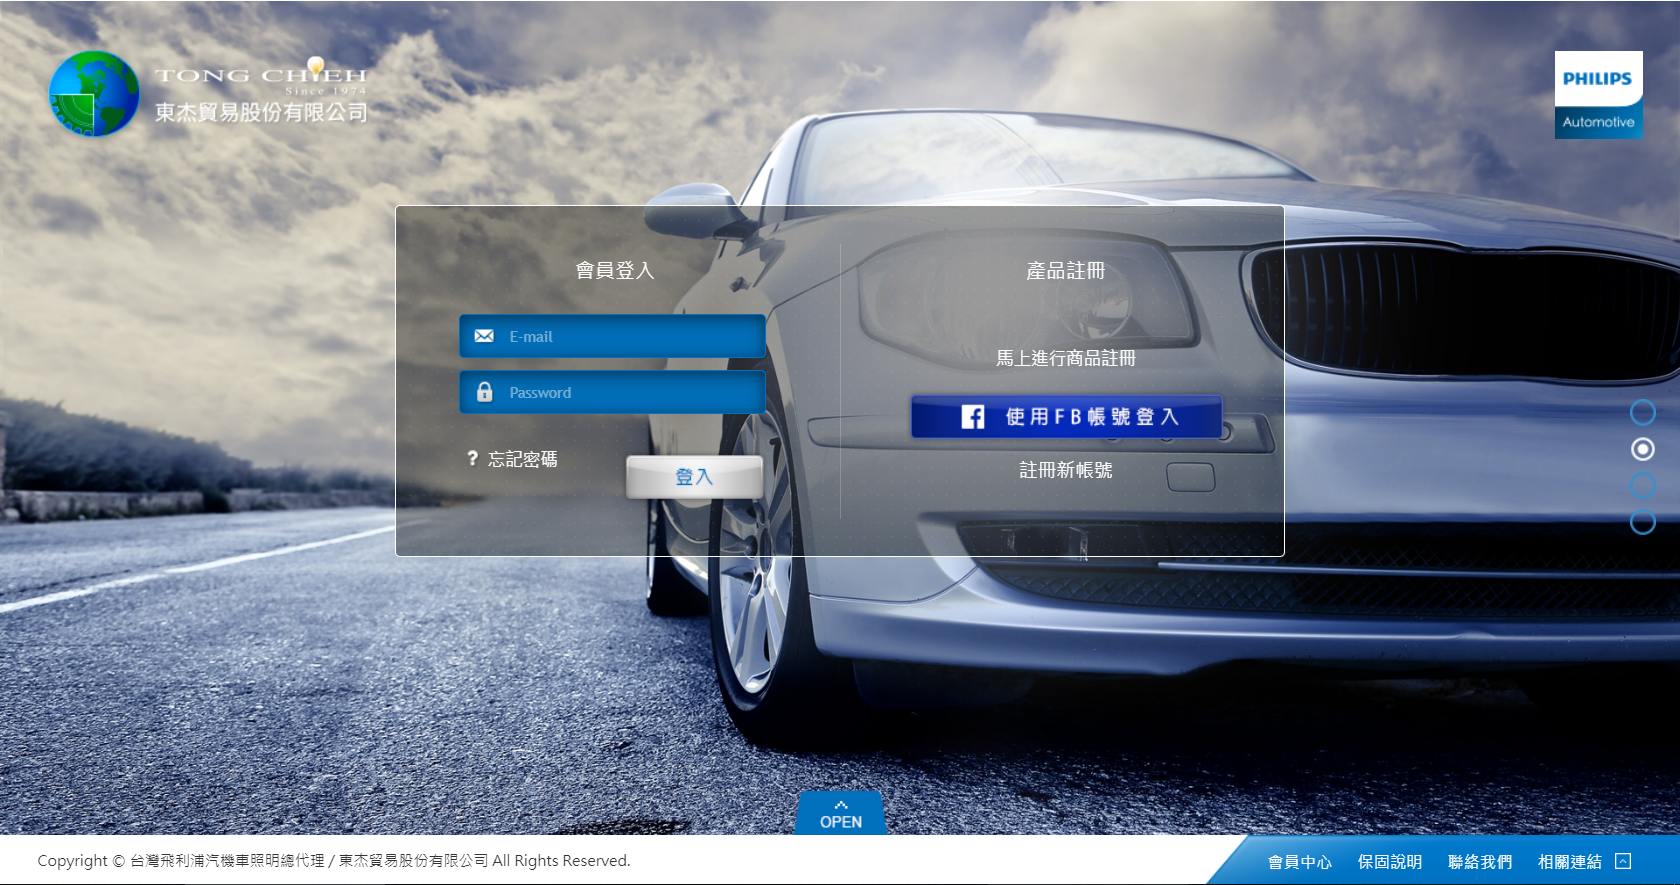 TONG CHIEH
Since 1974
東杰貿易股份有限公司
PHILIPS
Automotive
會員登入
E-mail
Password
? 忘記密碼
登入
產品註冊
馬上進行商品註冊
使用FB帳號登入
註冊新帳號
OPEN
Copyright © 台灣飛利浦汽機車照明總代理 / 東杰貿易股份有限公司 All Rights Reserved.
會員中心 保固說明 聯絡我們 相關連結